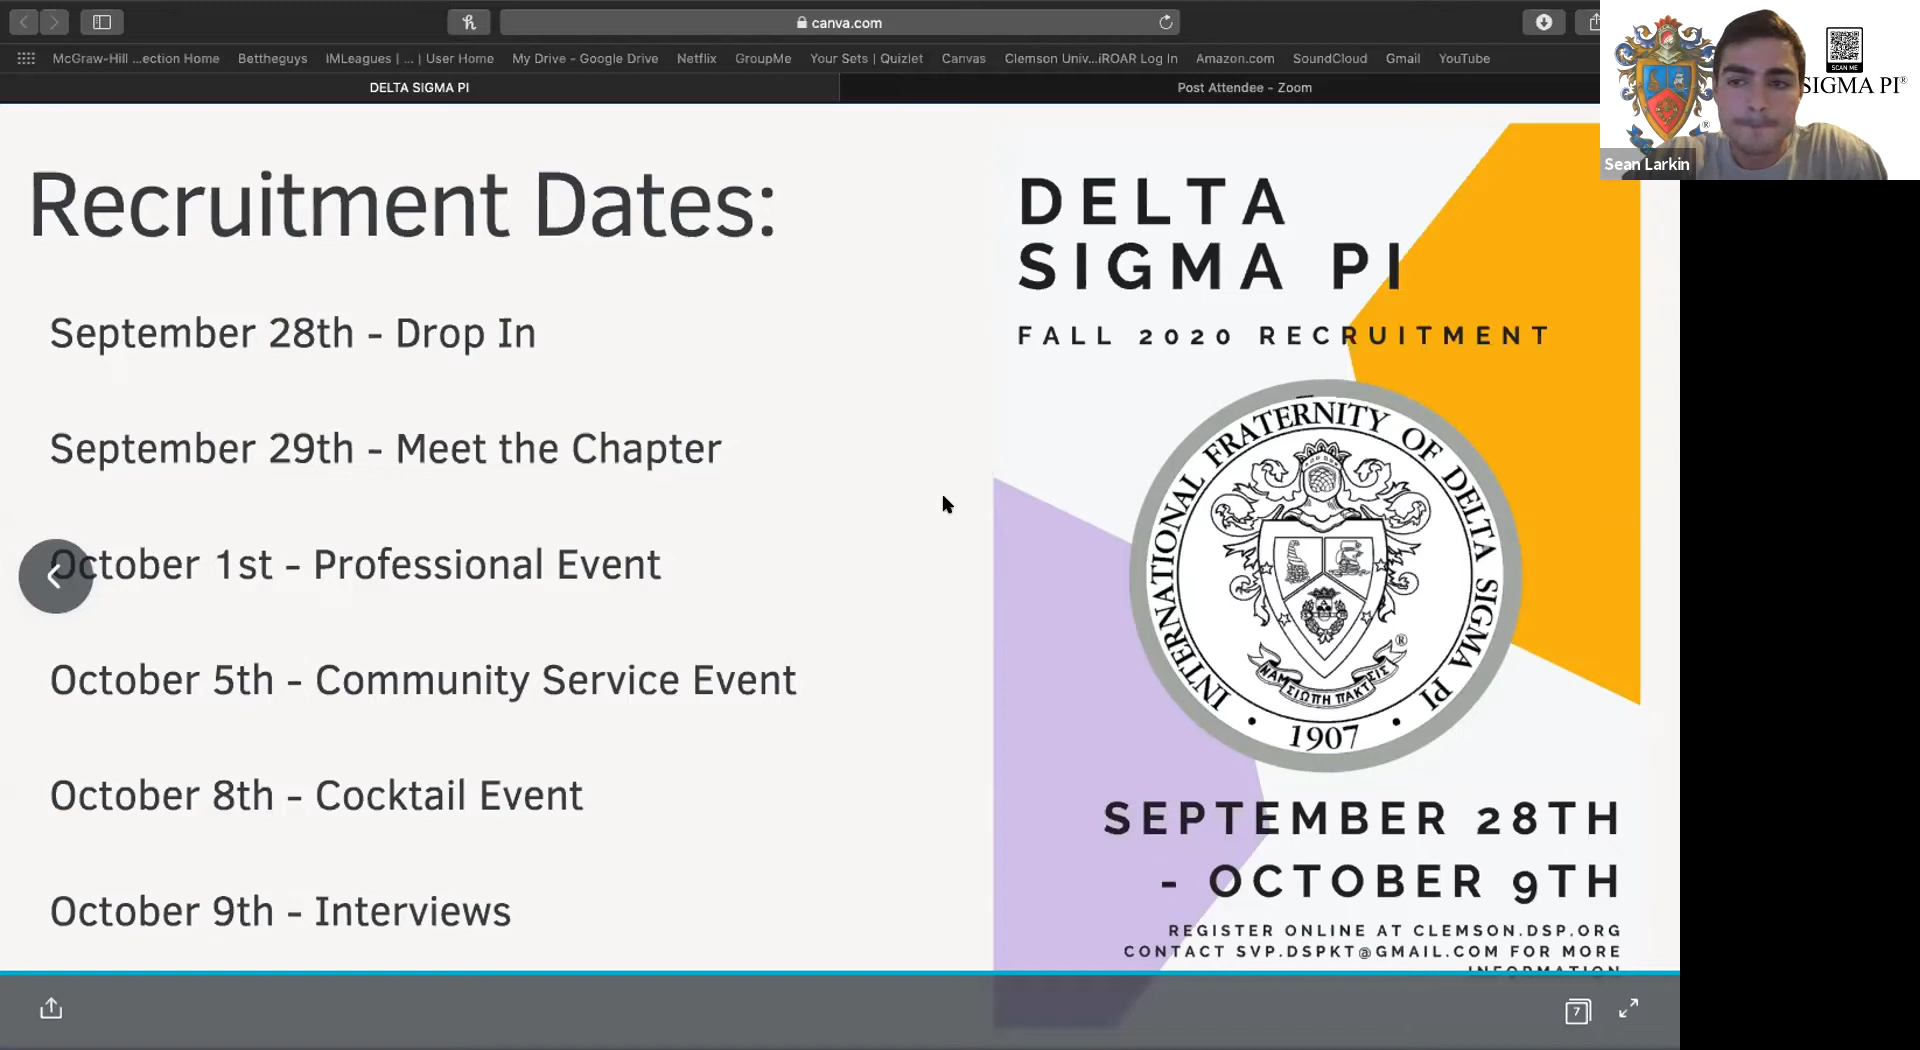 canva.com
McGraw-Hill ...ection Home
Bettheguys
IMLeagues | ... | User Home
My Drive - Google Drive
Netflix
GroupMe
Your Sets | Quizlet
Canvas
Clemson Univ...iROAR Log In
Amazon.com
SoundCloud
Gmail
YouTube
DELTA SIGMA PI
Post Attendee - Zoom
SCAN ME
SIGMA PI®
®
Sean Larkin
Recruitment Dates:
September 28th - Drop In
September 29th - Meet the Chapter
October 1st - Professional Event
October 5th - Community Service Event
October 8th - Cocktail Event
October 9th - Interviews
DELTA
SIGMA PI
FALL 2020 RECRUITMENT
INTERNATIONAL FRATERNITY OF DELTA SIGMA PI
®
ΣΙΩΠΗ ΠΑΚΤ
• 1907 •
SEPTEMBER 28TH
- OCTOBER 9TH
REGISTER ONLINE AT CLEMSON.DSP.ORG
CONTACT SVP.DSPKT@GMAIL.COM FOR MORE
INFORMATION
7